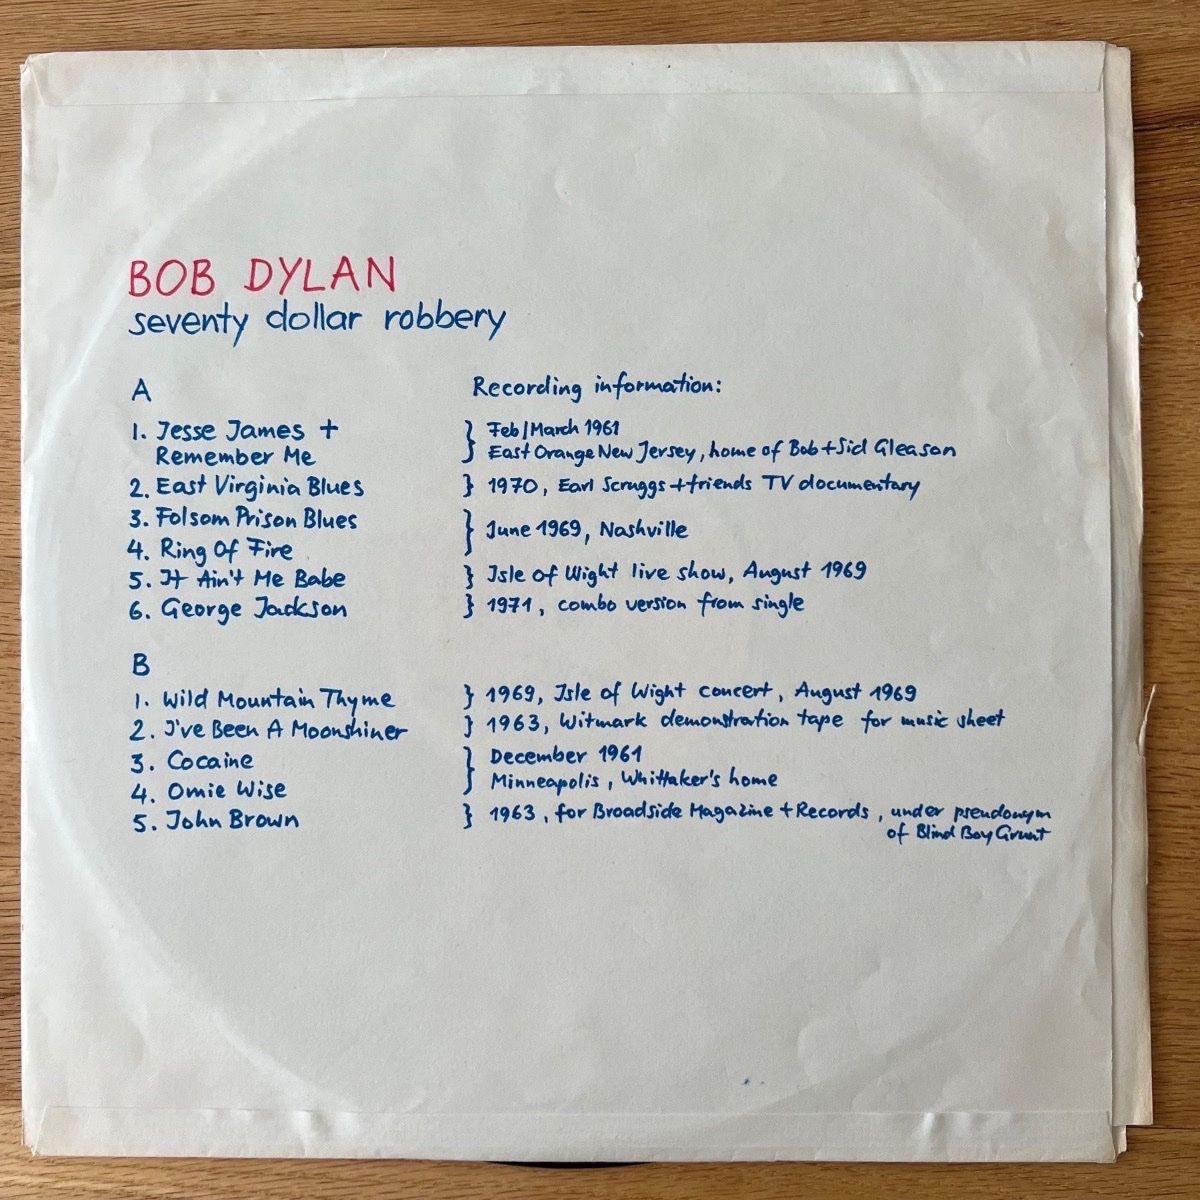 BOB DYLAN
seventy dollar robbery
A
Recording information:
1. Jesse James +
Remember Me
} Feb/March 1961
East Orange New Jersey, home of Bob + Sid Gleason
2. East Virginia Blues } 1970, Earl Scruggs + friends TV documentary
3. Folsom Prison Blues
4. Ring Of Fire
} June 1969, Nashville
5. It Ain't Me Babe } Isle of Wight live show, August 1969
6. George Jackson } 1971, combo version from single
B
1. Wild Mountain Thyme } 1969, Isle of Wight concert, August 1969
2. I've Been A Moonshiner } 1963, Witmark demonstration tape for music sheet
3. Cocaine
4. Omie Wise
} December 1961
Minneapolis, Whittaker's home
5. John Brown } 1963, for Broadside Magazine + Records, under pseudonym
of Blind Boy Grunt